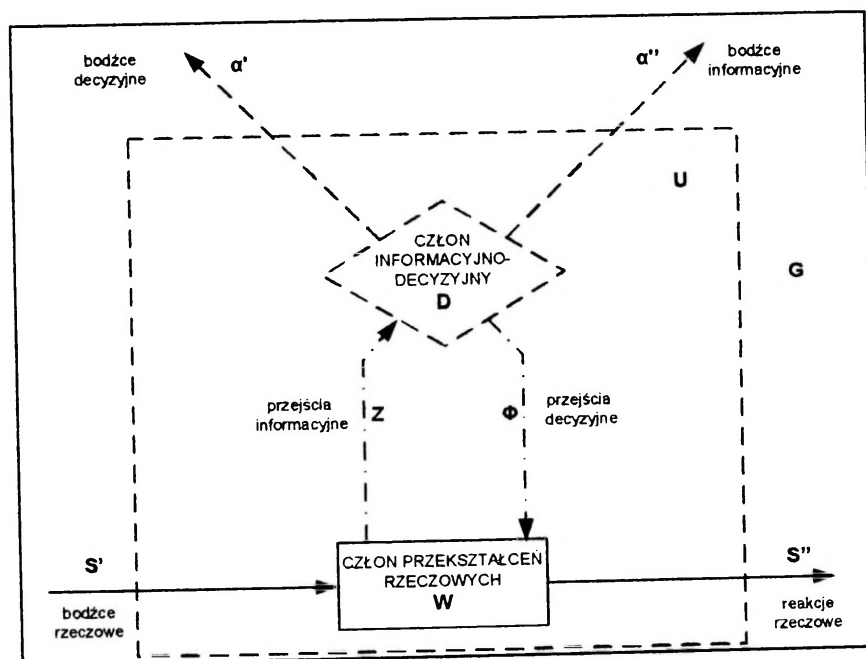 bodźce
decyzyjne
α'
α''
bodźce
informacyjne
U
CZŁON
INFORMACYJNO-
DECYZYJNY
D
G
przejścia
informacyjne
Z
Φ
przejścia
decyzyjne
S'
bodźce
rzeczowe
CZŁON PRZEKSZTAŁCEŃ
RZECZOWYCH
W
S''
reakcje
rzeczowe